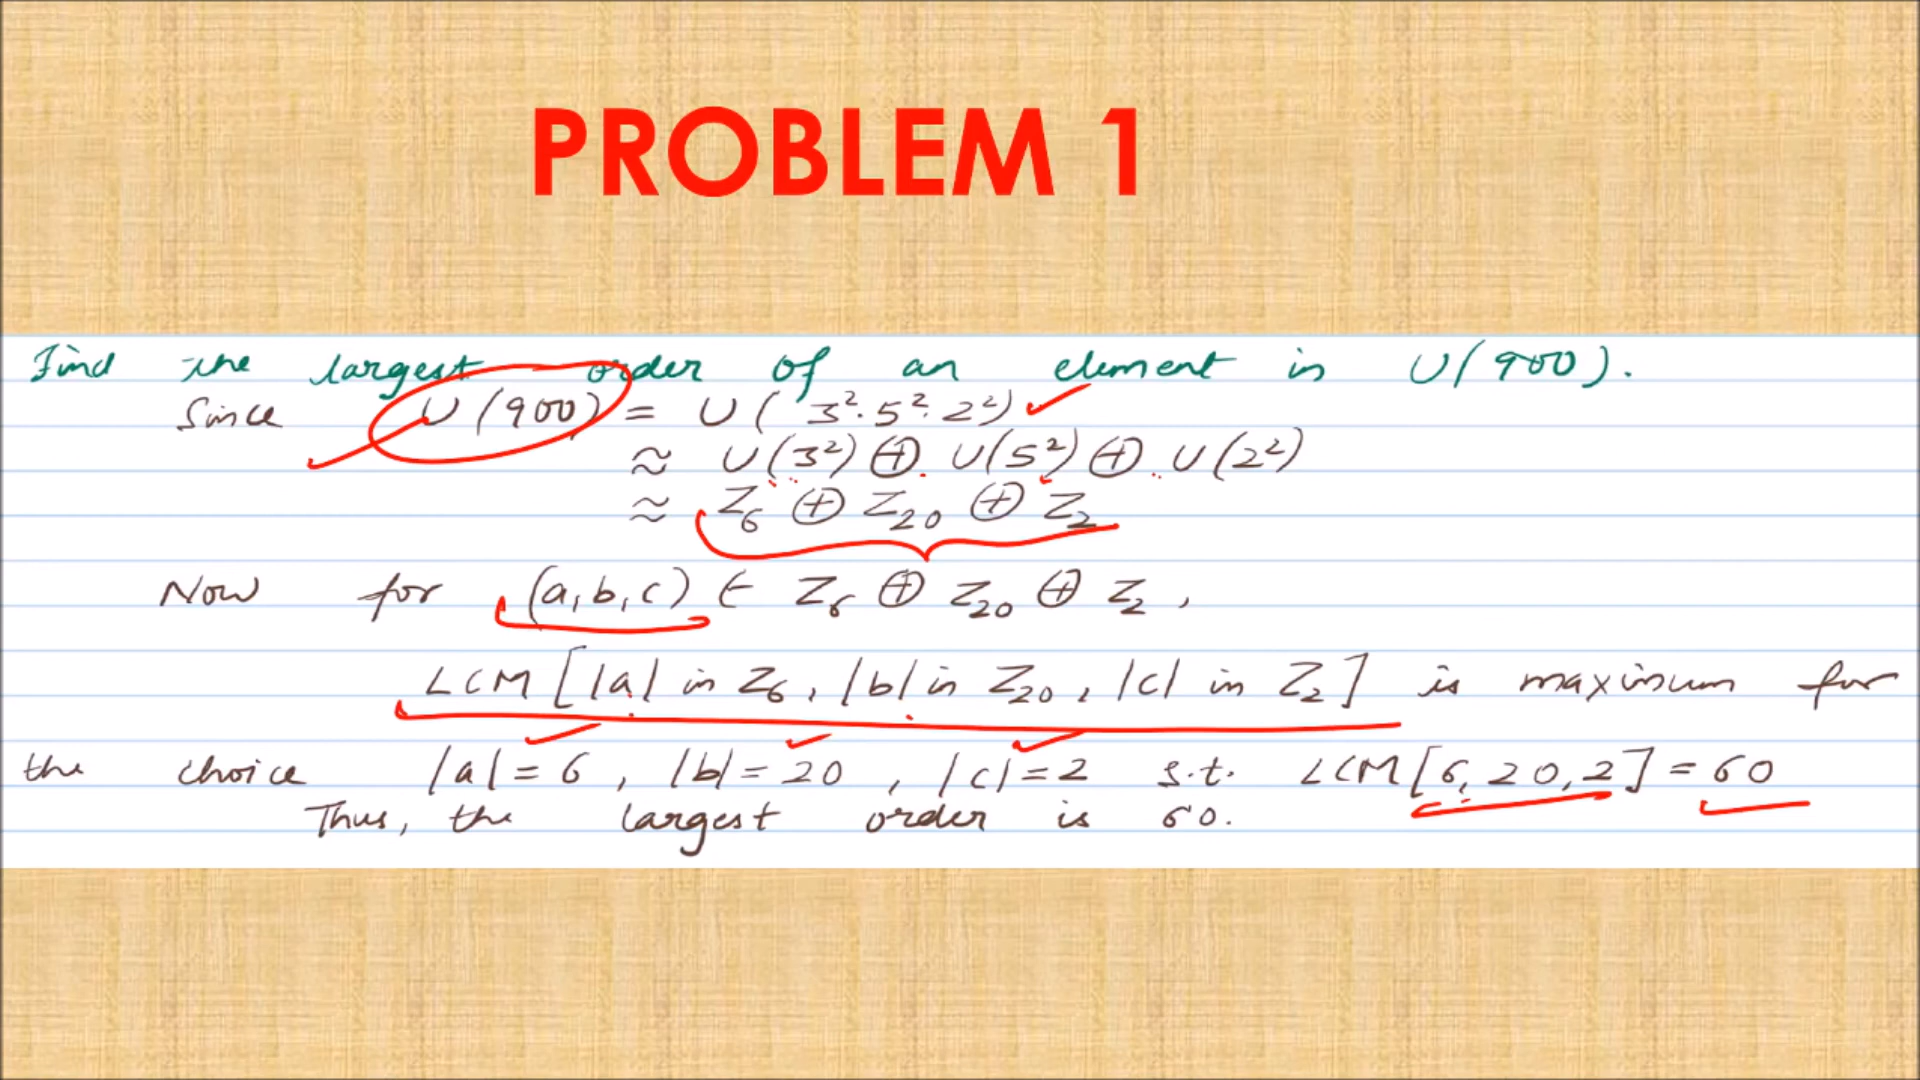 PROBLEM 1
Find the largest order of an element in U(900).
Since U(900) = U(3²·5²·2²)
≈ U(3²) ⊕ U(5²) ⊕ U(2²)
≈ Z₆ ⊕ Z₂₀ ⊕ Z₂
Now for (a,b,c) ∈ Z₆ ⊕ Z₂₀ ⊕ Z₂,
LCM[|a| in Z₆, |b| in Z₂₀, |c| in Z₂] is maximum for
the choice |a|=6, |b|=20, |c|=2 s.t. LCM[6,20,2]=60
Thus, the largest order is 60.